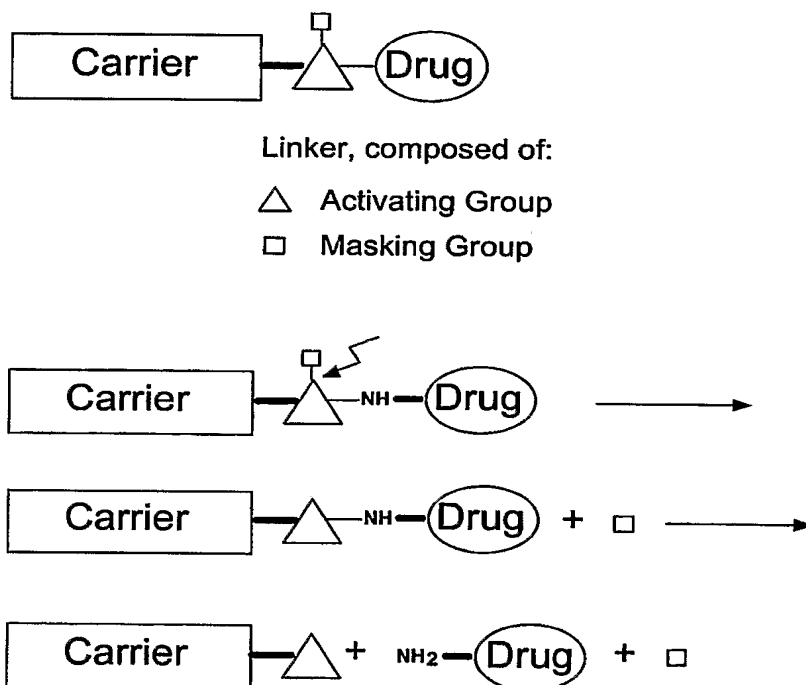 Carrier Drug
Linker, composed of:
Activating Group
Masking Group
Carrier NH Drug
Carrier NH Drug +
Carrier + NH2 Drug +